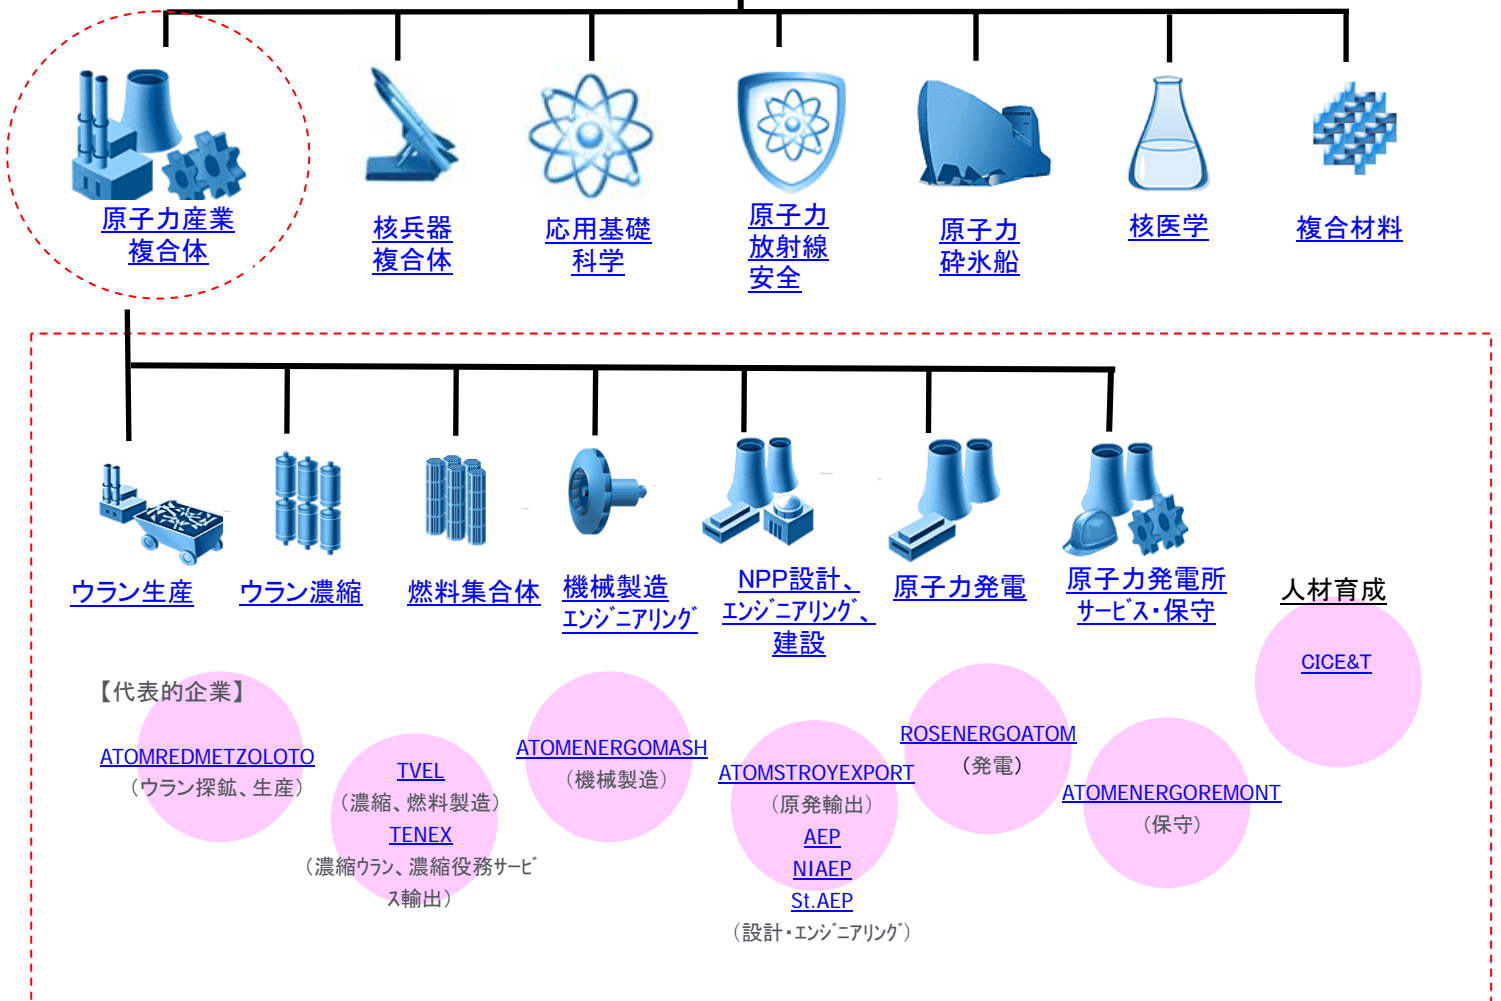 原子力産業
複合体
核兵器
複合体
応用基礎
科学
原子力
放射線
安全
原子力
砕氷船
核医学
複合材料
ウラン生産
ウラン濃縮
燃料集合体
機械製造
エンジニアリング
NPP設計、
エンジニアリング、
建設
原子力発電
原子力発電所
サービス・保守
人材育成
【代表的企業】
ATOMREDMETZOLOTO
(ウラン探鉱、生産)
TVEL
(濃縮、燃料製造)
TENEX
(濃縮ウラン、濃縮役務サービ
ス輸出)
ATOMENERGOMASH
(機械製造)
ATOMSTROYEXPORT
(原発輸出)
AEP
NIAEP
St.AEP
(設計・エンジニアリング)
ROSENERGOATOM
(発電)
ATOMENERGOREMONT
(保守)
CICE&T